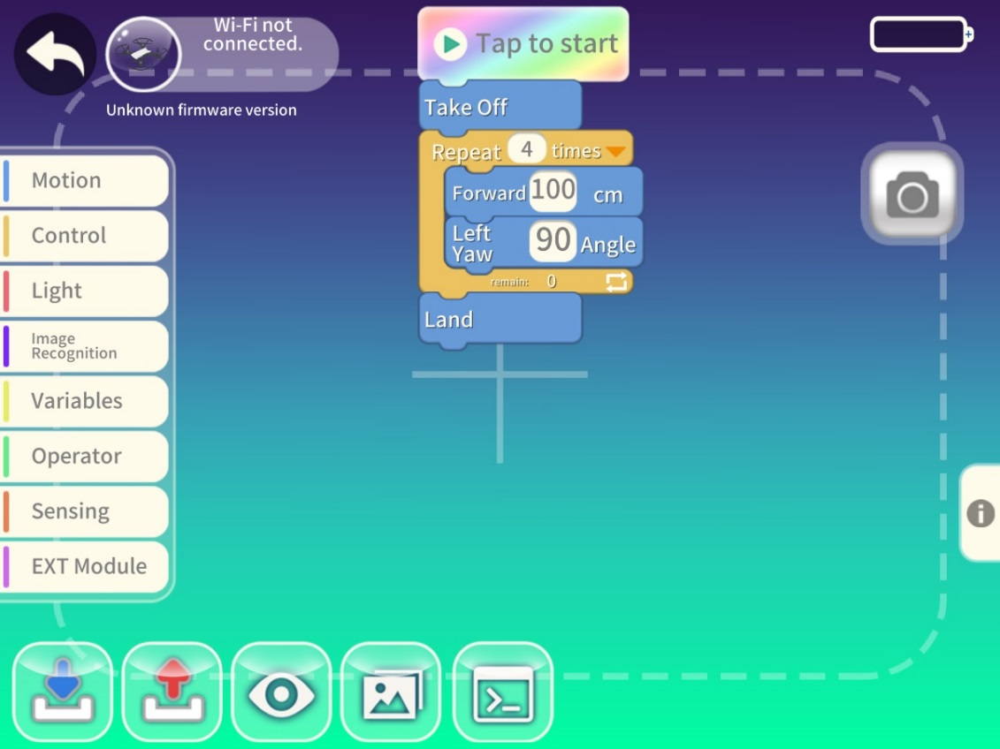 Wi-Fi not
connected.
Unknown firmware version
Tap to start
Take Off
Repeat 4 times
Forward 100 cm
Left
Yaw 90 Angle
remain: 0
Land
Motion
Control
Light
Image
Recognition
Variables
Operator
Sensing
EXT Module